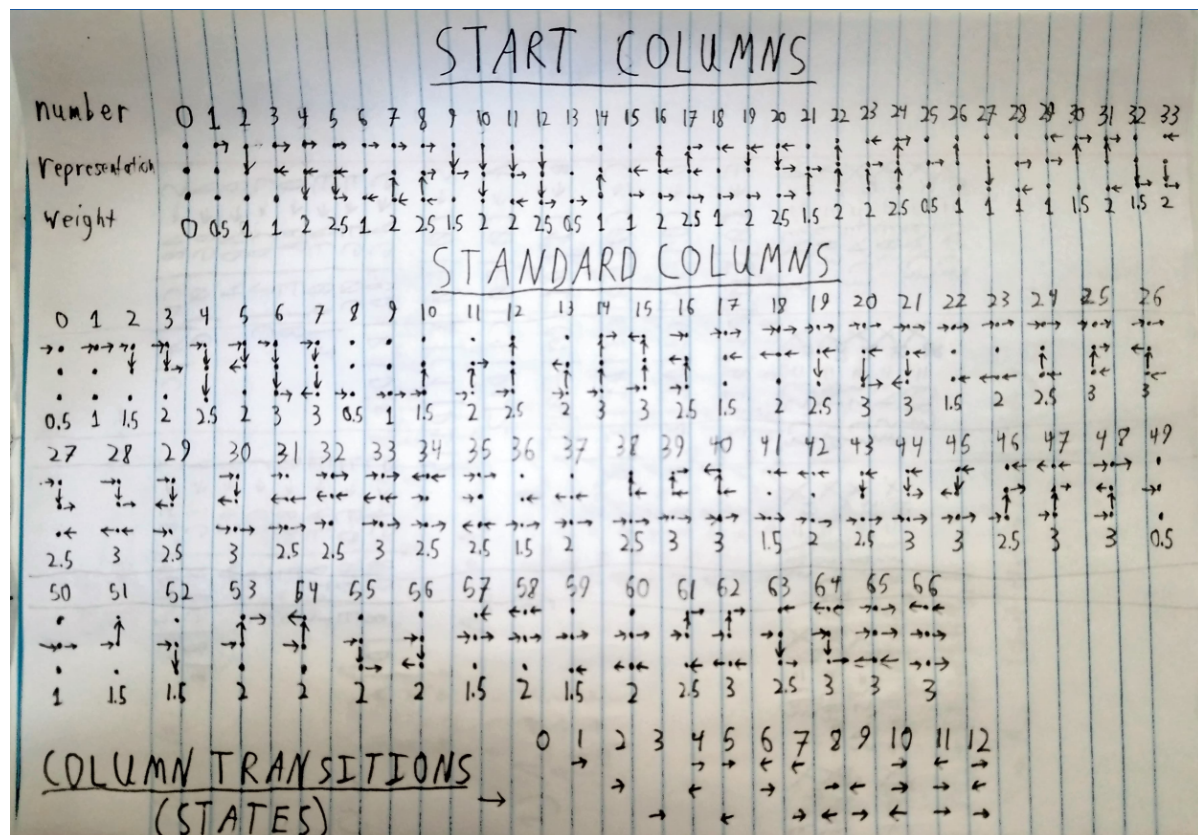 START COLUMNS
number 0 1 2 3 4 5 6 7 8 9 10 11 12 13 14 15 16 17 18 19 20 21 22 23 24 25 26 27 28 29 30 31 32 33
representation
weight 0 0.5 1 1 2 2.5 1 2 2.5 1.5 2 2 2.5 0.5 1 1 2 2.5 1 2 2.5 1.5 2 2 2.5 0.5 1 1 1 1 1.5 2 1.5 2
STANDARD COLUMNS
0 1 2 3 4 5 6 7 8 9 10 11 12 13 14 15 16 17 18 19 20 21 22 23 24 25 26
0.5 1 1.5 2 2.5 2 3 3 0.5 1 1.5 2 2.5 2 3 3 2.5 1.5 2 2.5 3 3 1.5 2 2.5 3 3
27 28 29 30 31 32 33 34 35 36 37 38 39 40 41 42 43 44 45 46 47 48 49
2.5 3 2.5 3 2.5 2.5 3 2.5 2.5 1.5 2 2.5 3 3 1.5 2 2.5 3 3 2.5 3 3 0.5
50 51 52 53 54 55 56 57 58 59 60 61 62 63 64 65 66
1 1.5 1.5 2 2 2 2 1.5 2 1.5 2 2.5 3 2.5 3 3 3
0 1 2 3 4 5 6 7 8 9 10 11 12
COLUMN TRANSITIONS →
(STATES)